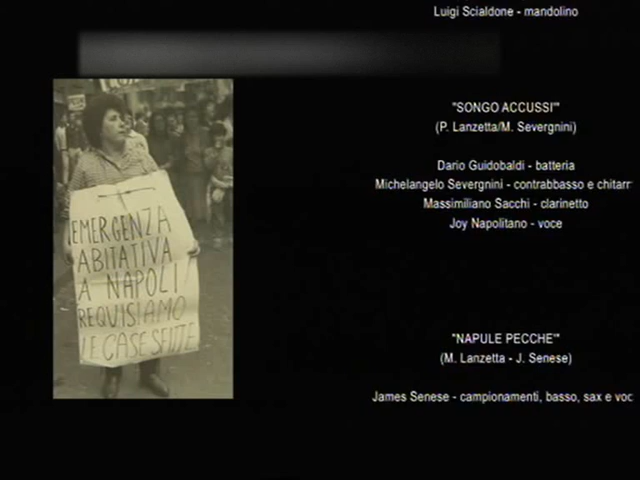 Luigi Scialdone - mandolino
"SONGO ACCUSSI'"
(P. Lanzetta/M. Severgnini)
Dario Guidobaldi - batteria
Michelangelo Severgnini - contrabbasso e chitarr
Massimiliano Sacchi - clarinetto
Joy Napolitano - voce
"NAPULE PECCHE'"
(M. Lanzetta - J. Senese)
James Senese - campionamenti, basso, sax e voc
EMERGENZA
ABITATIVA
A NAPOLI!
REQUISIAMO
LE CASE SFITTE